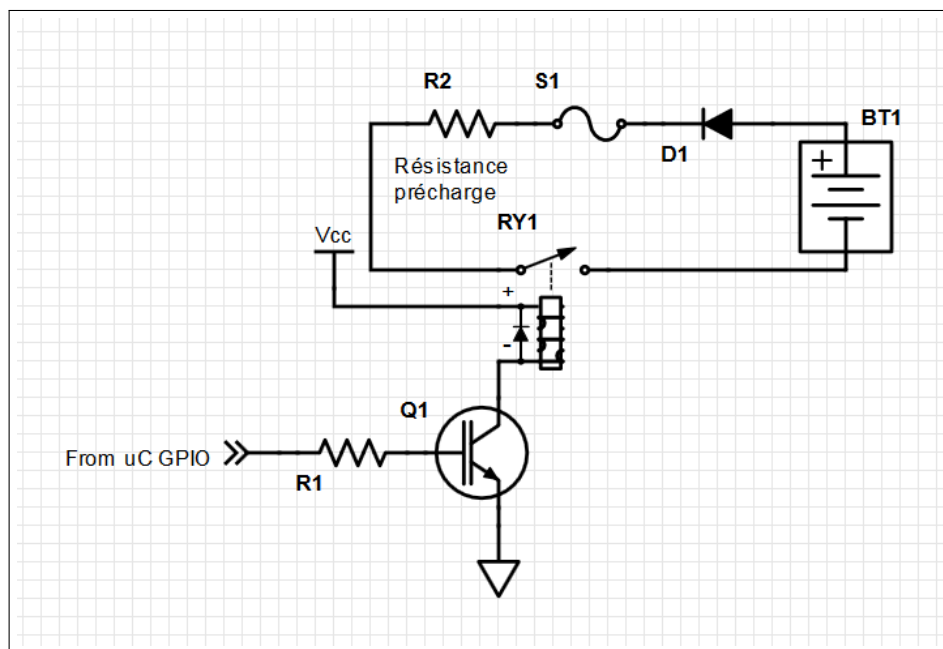 R2
S1
BT1
D1
+
Résistance
précharge
RY1
Vcc
+
-
Q1
From uC GPIO
R1